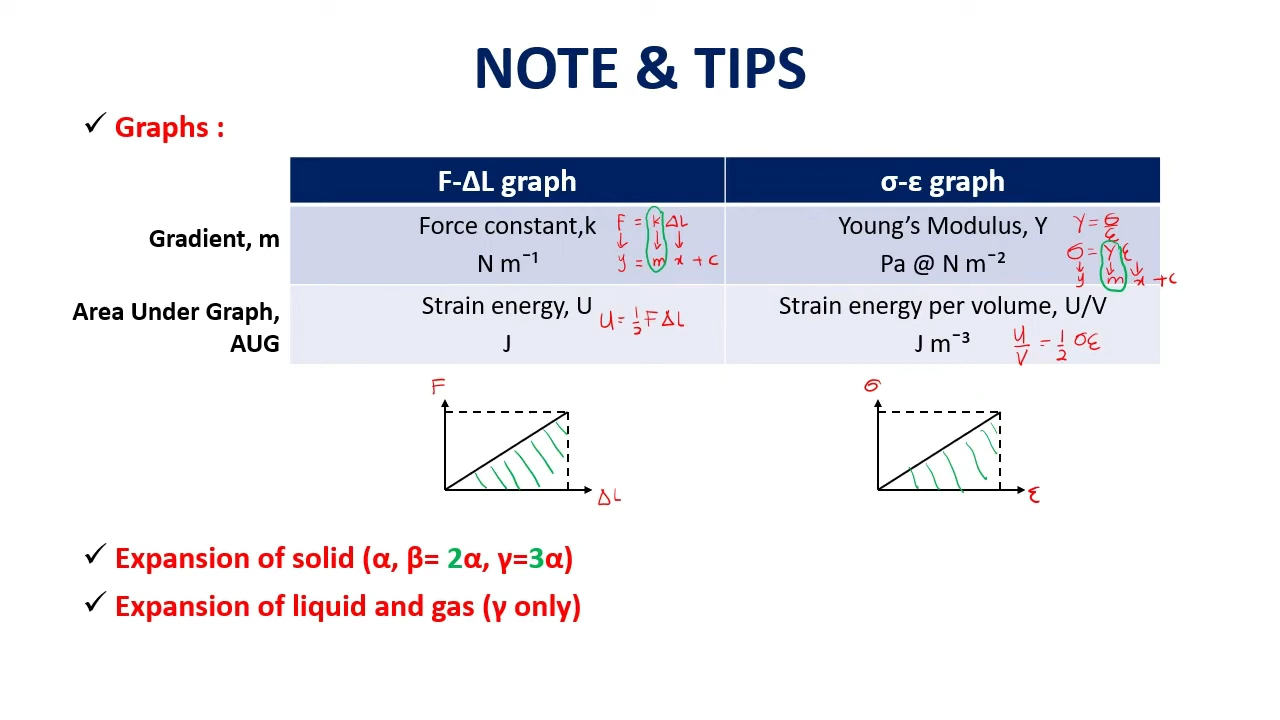 NOTE & TIPS
✓ Graphs :
F-ΔL graph
σ-ε graph
Gradient, m
Force constant,k
N m⁻¹
F = k ΔL
y = m x + c
Young's Modulus, Y
Pa @ N m⁻²
Y = σ/ε
σ = Y ε
y m x + c
Area Under Graph,
AUG
Strain energy, U
J
U = 1/2 F ΔL
Strain energy per volume, U/V
J m⁻³
U/V = 1/2 σε
F
ΔL
σ
ε
✓ Expansion of solid (α, β= 2α, γ=3α)
✓ Expansion of liquid and gas (γ only)